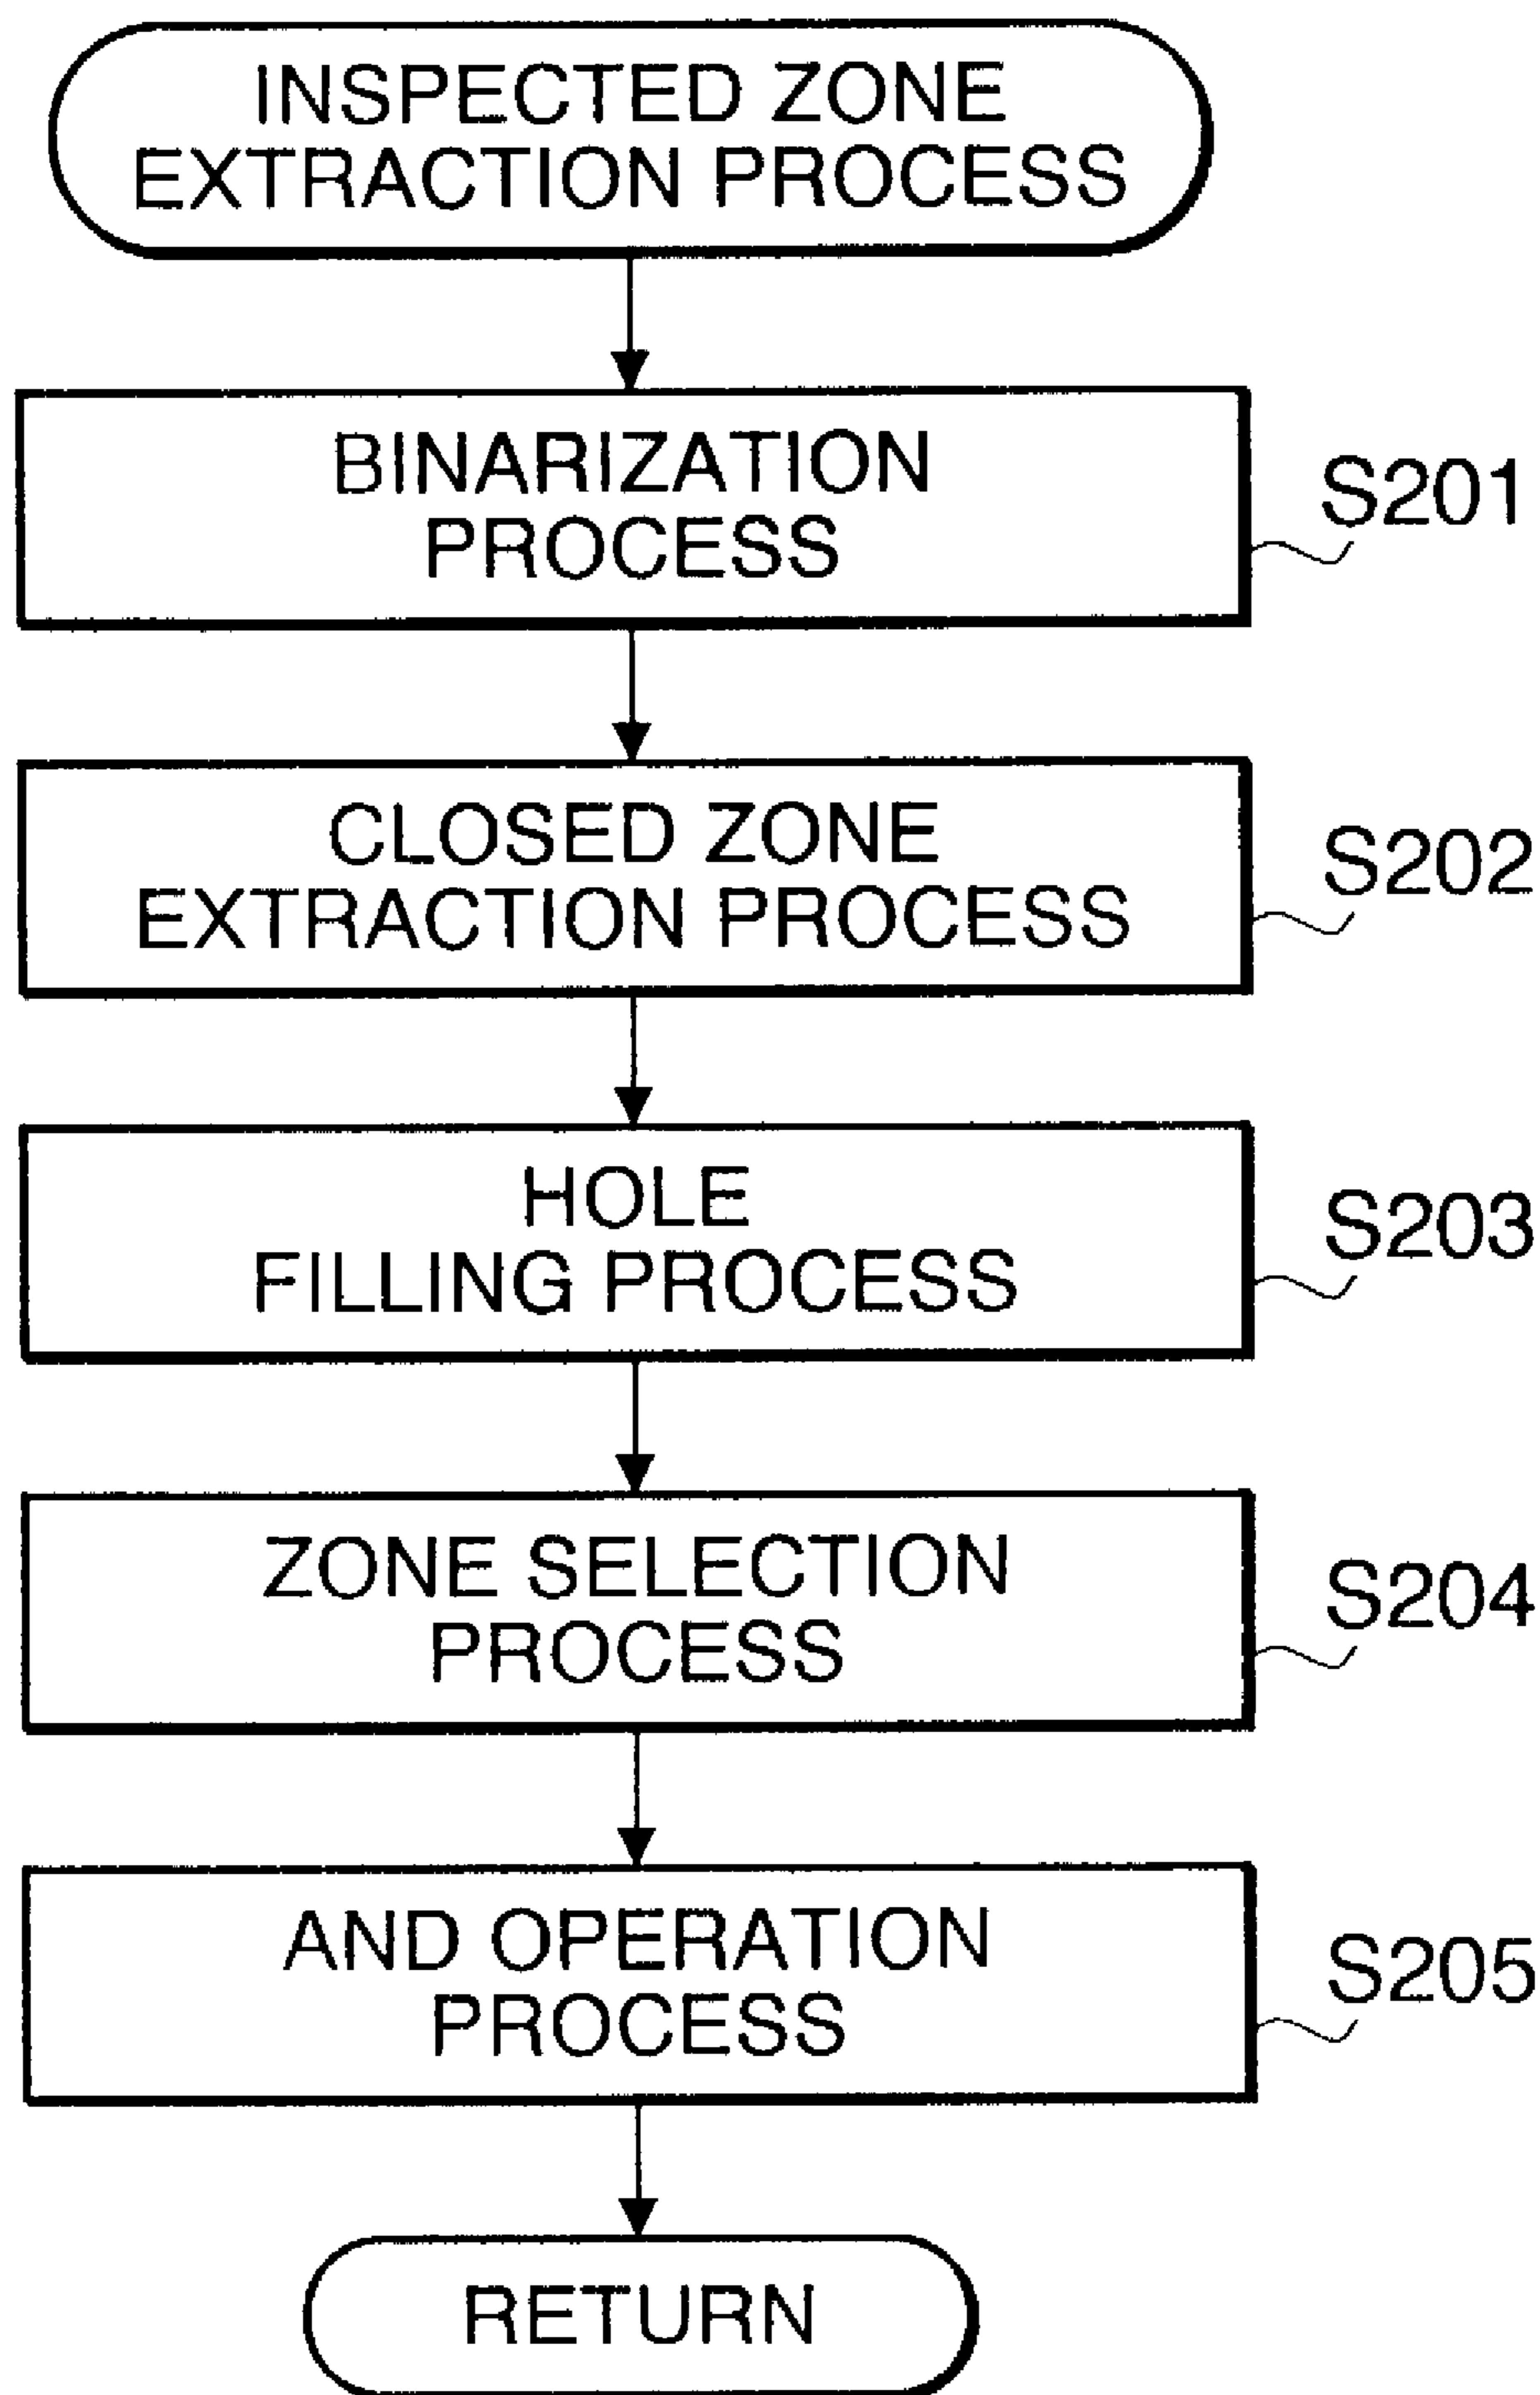 INSPECTED ZONE
EXTRACTION PROCESS
BINARIZATION
PROCESS
S201
CLOSED ZONE
EXTRACTION PROCESS
S202
HOLE
FILLING PROCESS
S203
ZONE SELECTION
PROCESS
S204
AND OPERATION
PROCESS
S205
RETURN